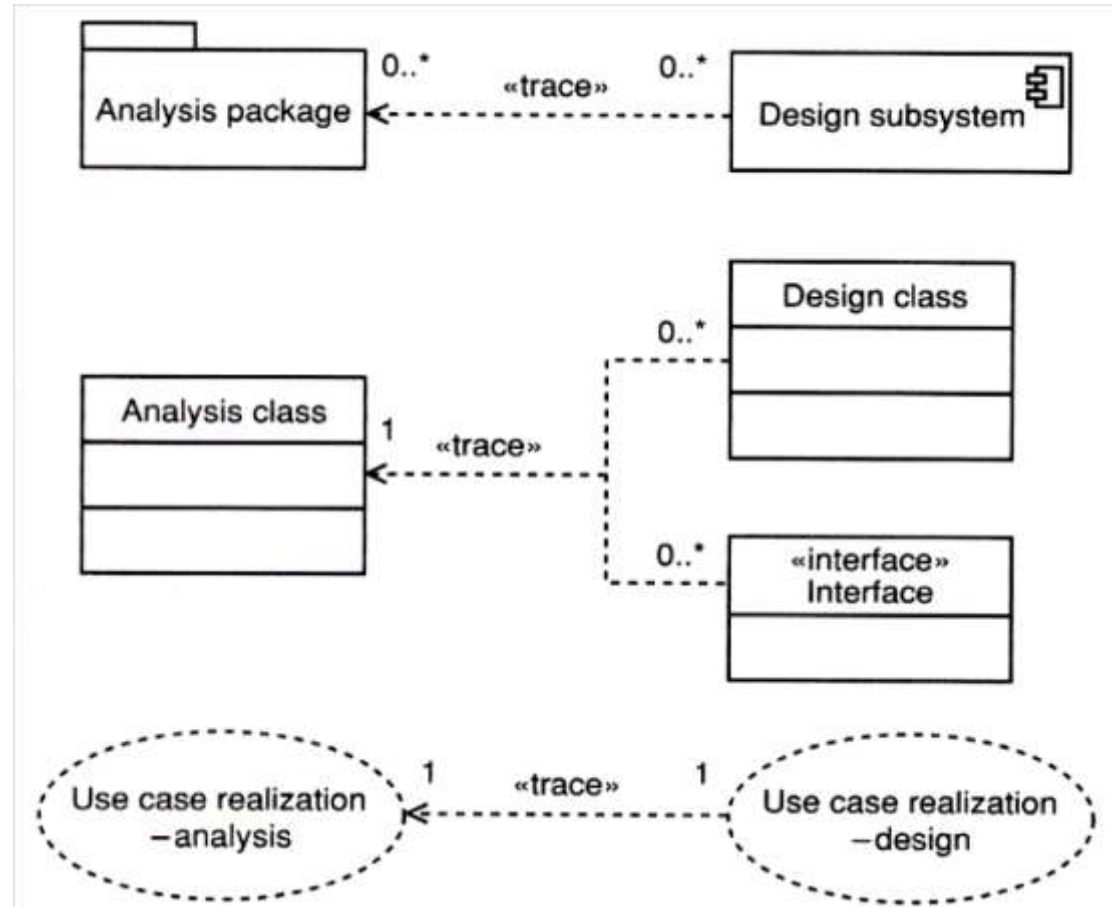 Analysis package
0..*
«trace»
0..*
Design subsystem
Analysis class
1
«trace»
0..*
Design class
0..*
«interface»
Interface
Use case realization
–analysis
1
«trace»
1
Use case realization
–design